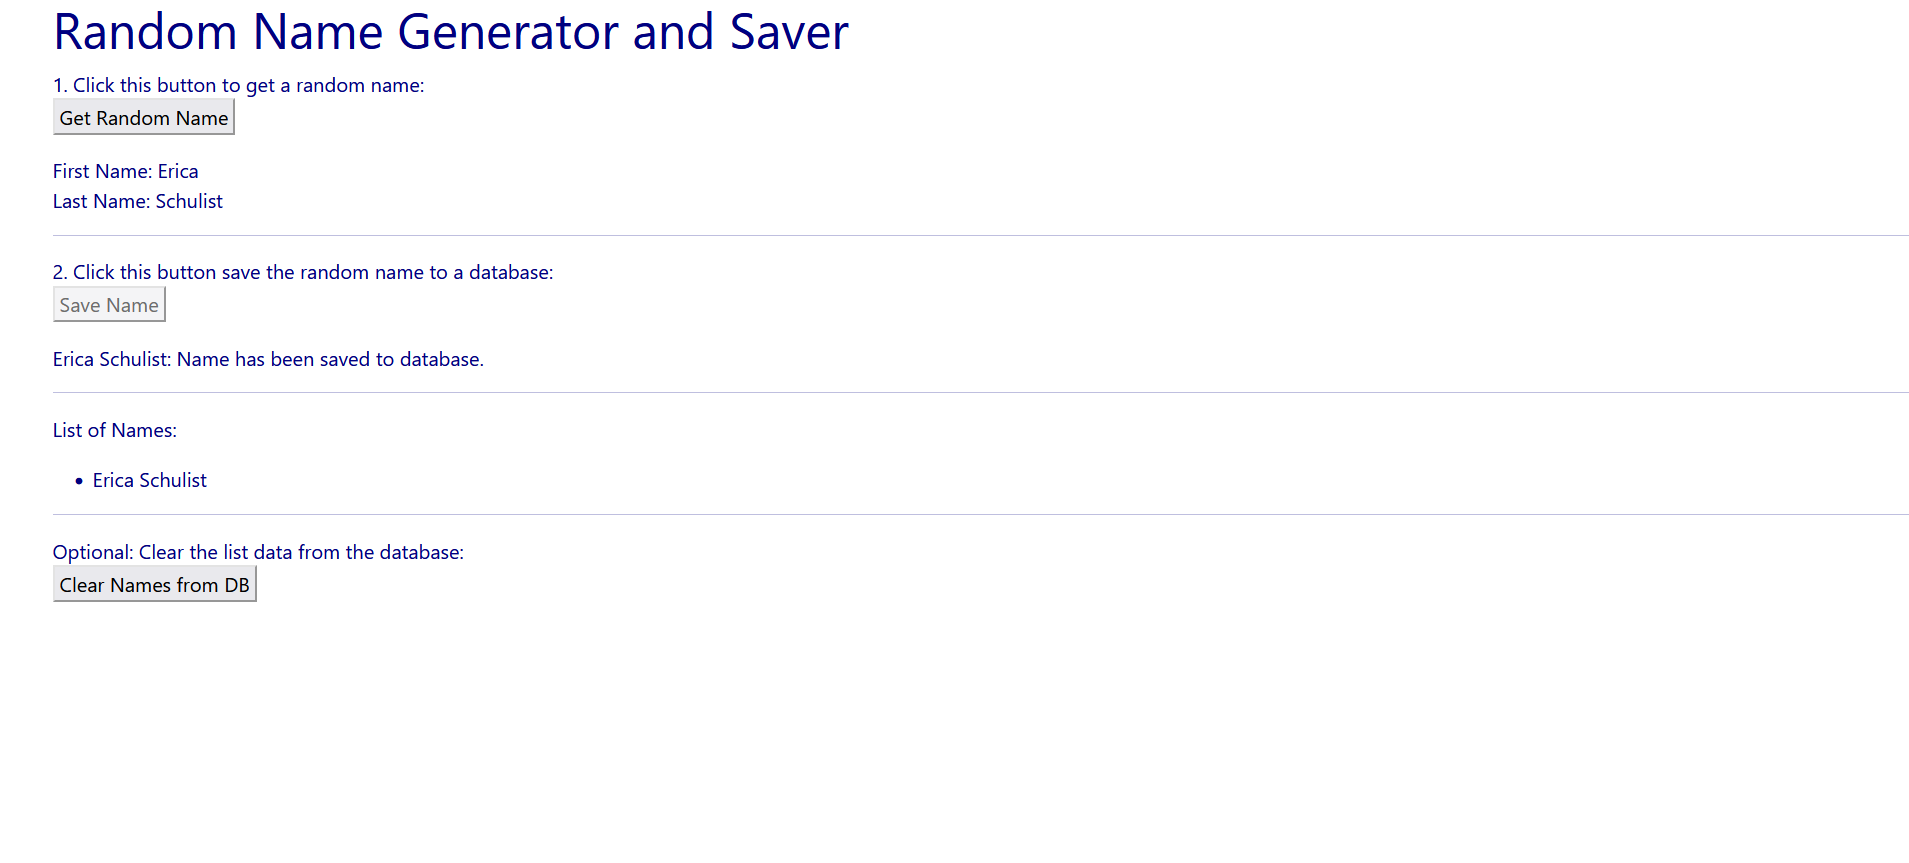 Random Name Generator and Saver
1. Click this button to get a random name:
Get Random Name
First Name: Erica
Last Name: Schulist
2. Click this button save the random name to a database:
Save Name
Erica Schulist: Name has been saved to database.
List of Names:
• Erica Schulist
Optional: Clear the list data from the database:
Clear Names from DB